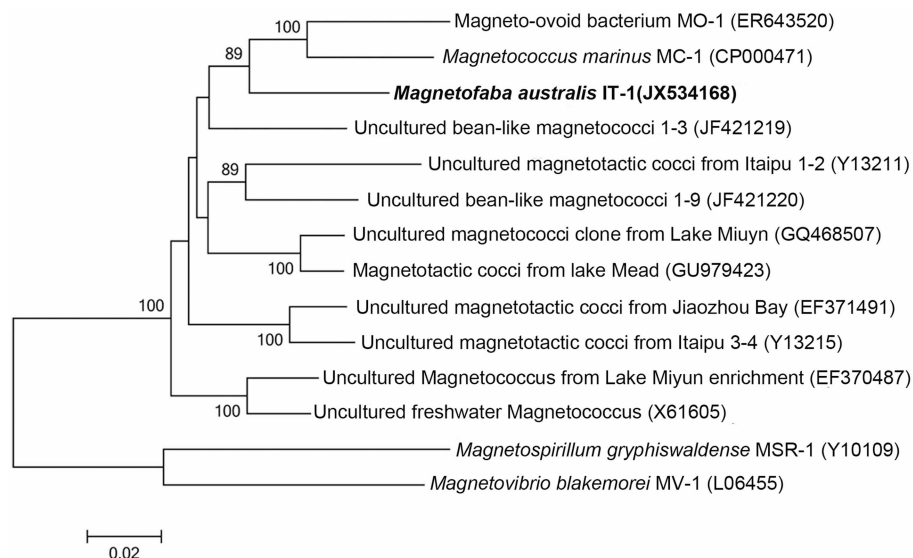 100
Magneto-ovoid bacterium MO-1 (ER643520)
89
Magnetococcus marinus MC-1 (CP000471)
Magnetofaba australis IT-1(JX534168)
Uncultured bean-like magnetococci 1-3 (JF421219)
89
Uncultured magnetotactic cocci from Itaipu 1-2 (Y13211)
Uncultured bean-like magnetococci 1-9 (JF421220)
Uncultured magnetococci clone from Lake Miuyn (GQ468507)
100
Magnetotactic cocci from lake Mead (GU979423)
100
Uncultured magnetotactic cocci from Jiaozhou Bay (EF371491)
100
Uncultured magnetotactic cocci from Itaipu 3-4 (Y13215)
Uncultured Magnetococcus from Lake Miyun enrichment (EF370487)
100
Uncultured freshwater Magnetococcus (X61605)
Magnetospirillum gryphiswaldense MSR-1 (Y10109)
Magnetovibrio blakemorei MV-1 (L06455)
0.02